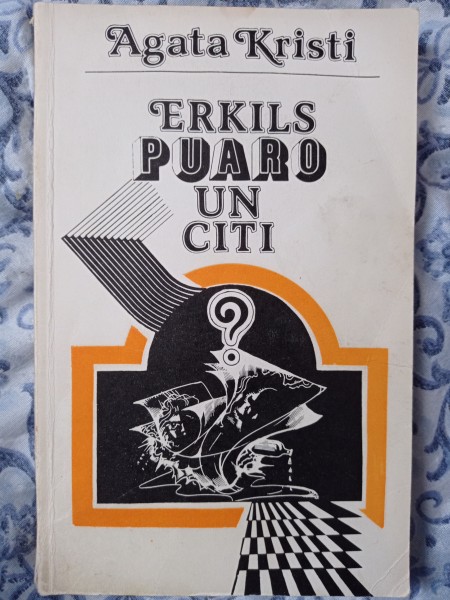 Agata Kristi
ERKILS
PUARO
UN
CITI
?